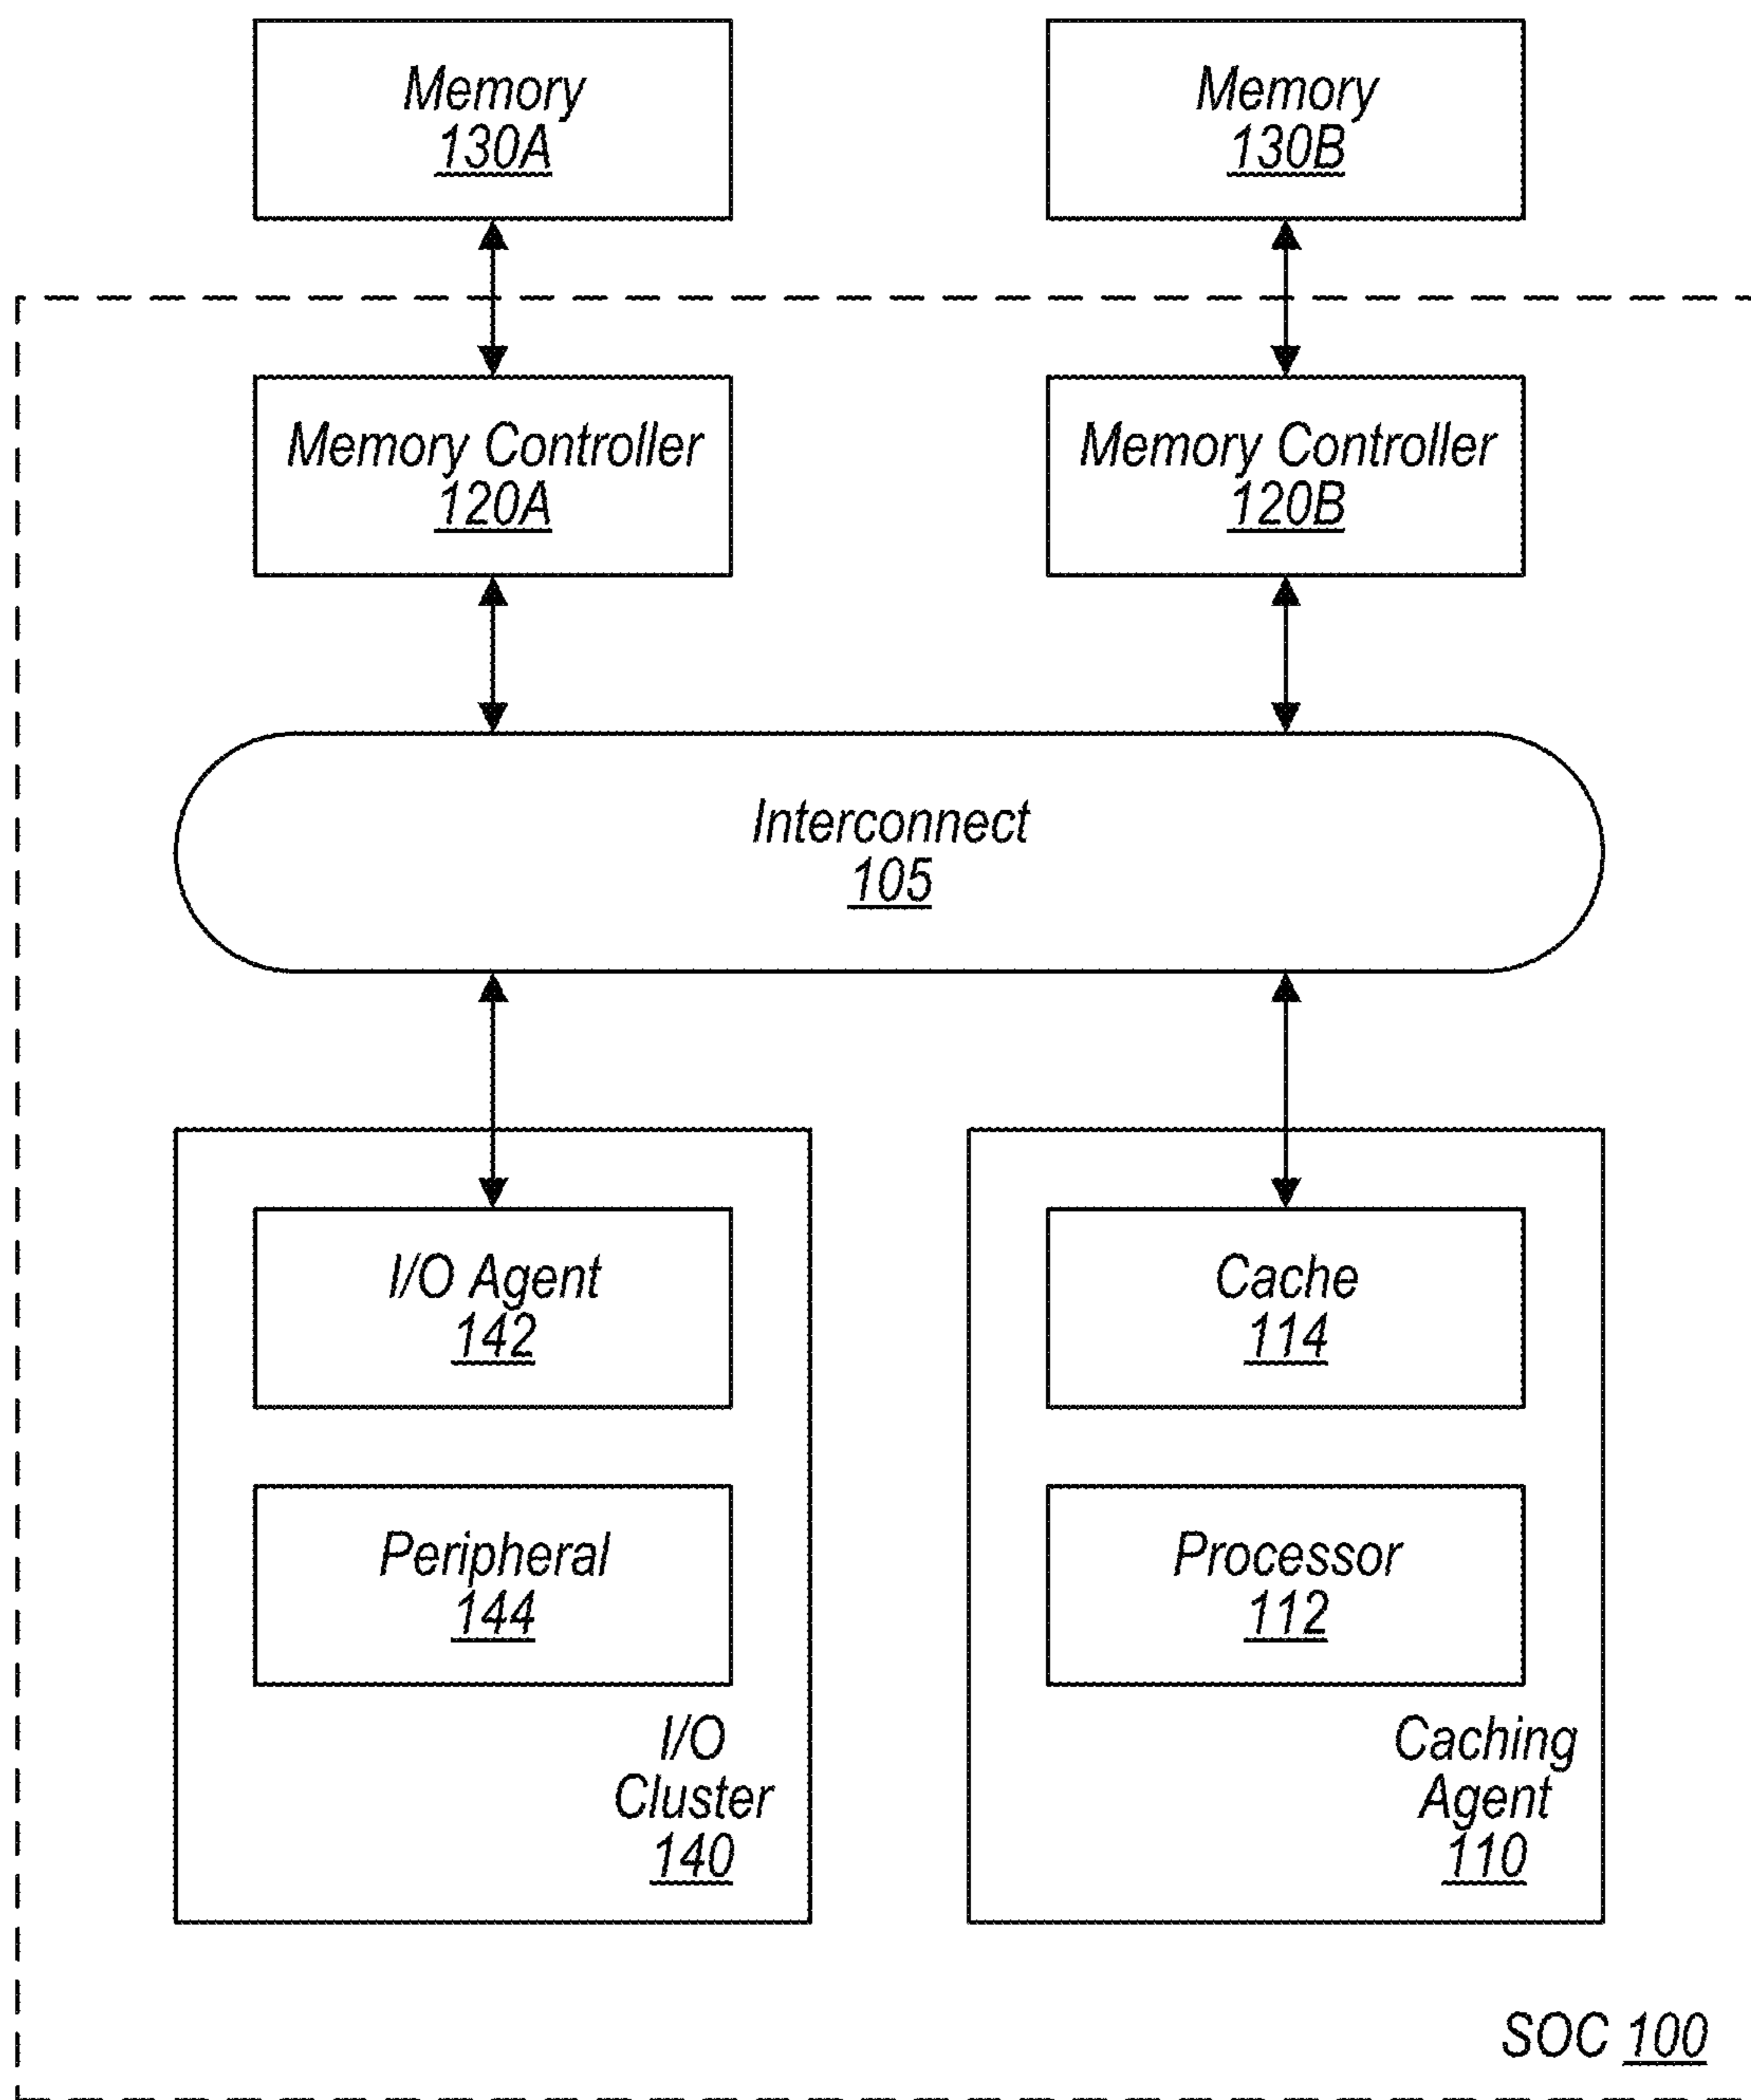 Memory
130A
Memory
130B
Memory Controller
120A
Memory Controller
120B
Interconnect
105
I/O Agent
142
Cache
114
Peripheral
144
Processor
112
I/O
Cluster
140
Caching
Agent
110
SOC 100